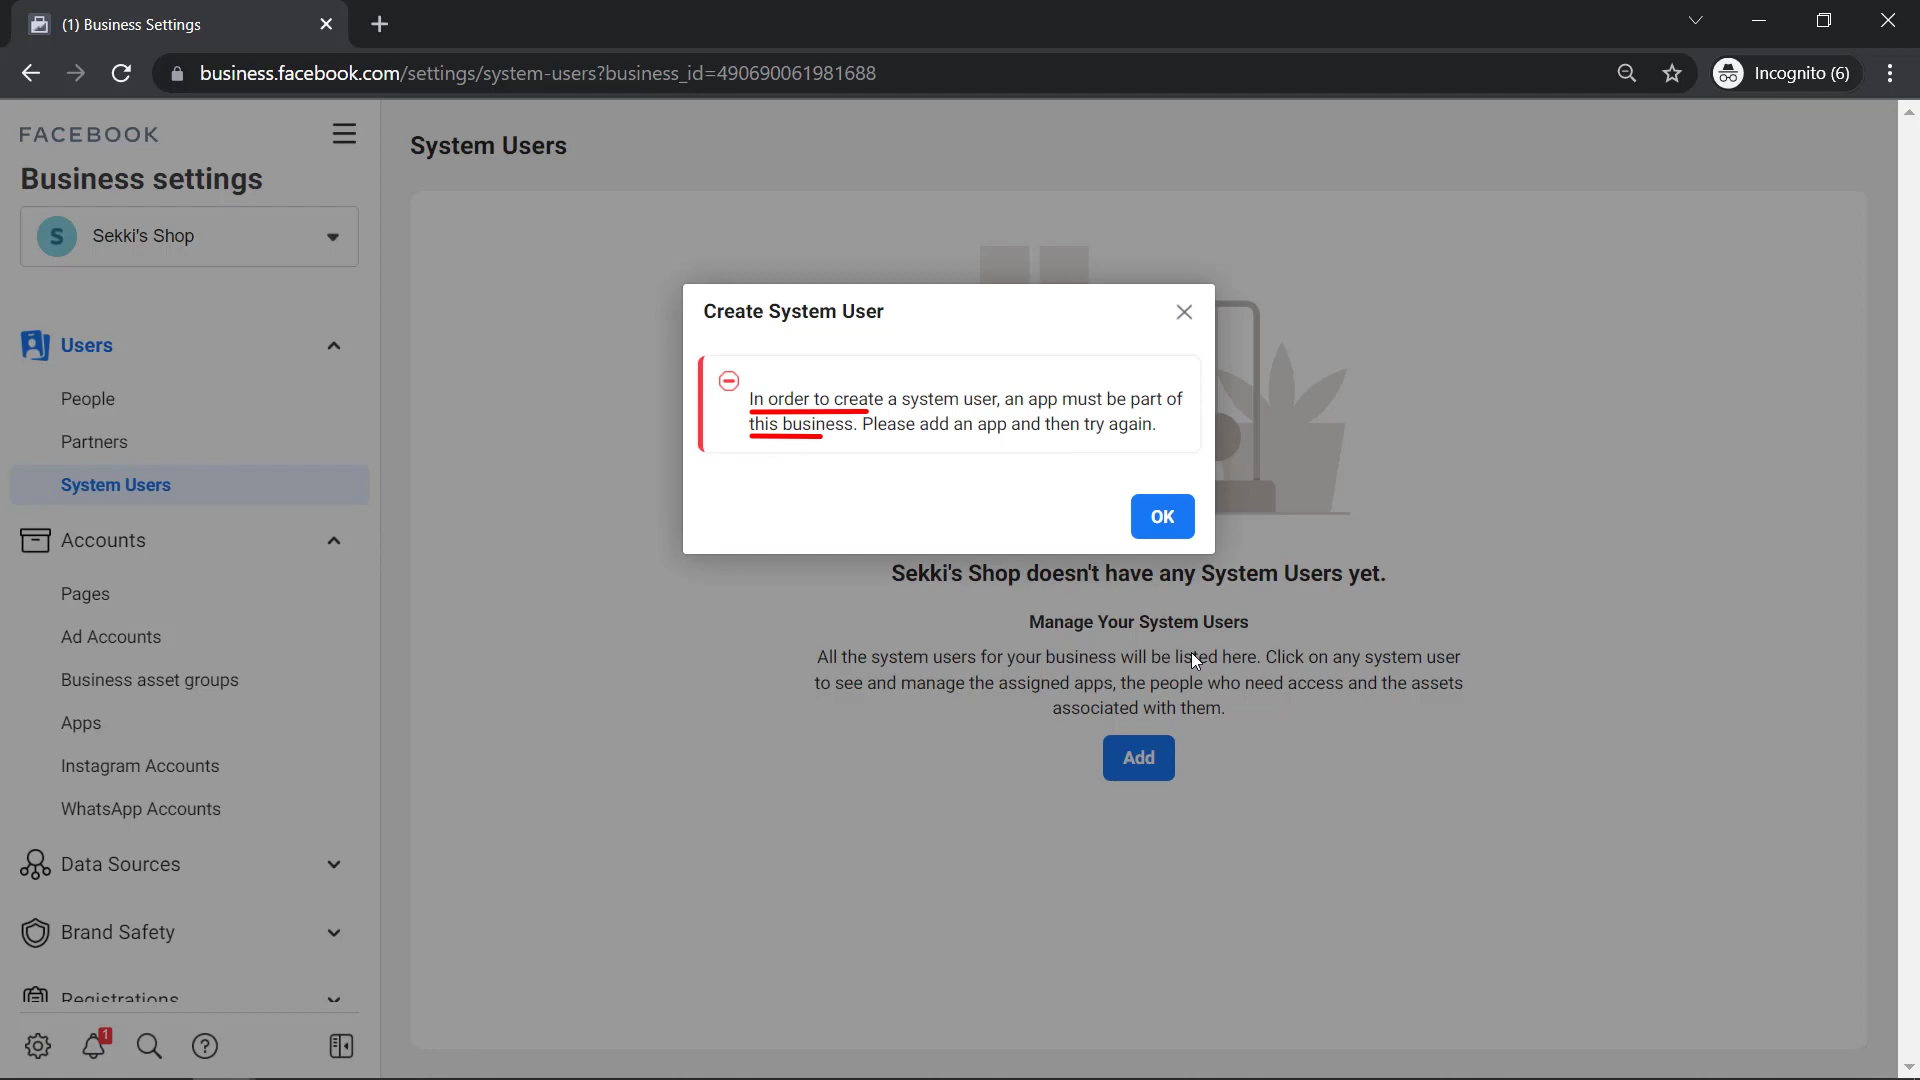 (1) Business Settings
business.facebook.com/settings/system-users?business_id=490690061981688
Incognito (6)
FACEBOOK
Business settings
S Sekki's Shop
Users
People
Partners
System Users
Accounts
Pages
Ad Accounts
Business asset groups
Apps
Instagram Accounts
WhatsApp Accounts
Data Sources
Brand Safety
Registrations
1
System Users
Create System User
In order to create a system user, an app must be part of
this business. Please add an app and then try again.
OK
Sekki's Shop doesn't have any System Users yet.
Manage Your System Users
All the system users for your business will be listed here. Click on any system user
to see and manage the assigned apps, the people who need access and the assets
associated with them.
Add